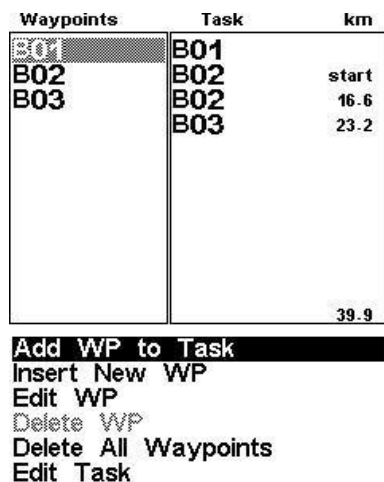 Waypoints Task km
B01 B01
B02 B02 start
B03 B02 16.6
B03 23.2
39.9
Add WP to Task
Insert New WP
Edit WP
Delete WP
Delete All Waypoints
Edit Task